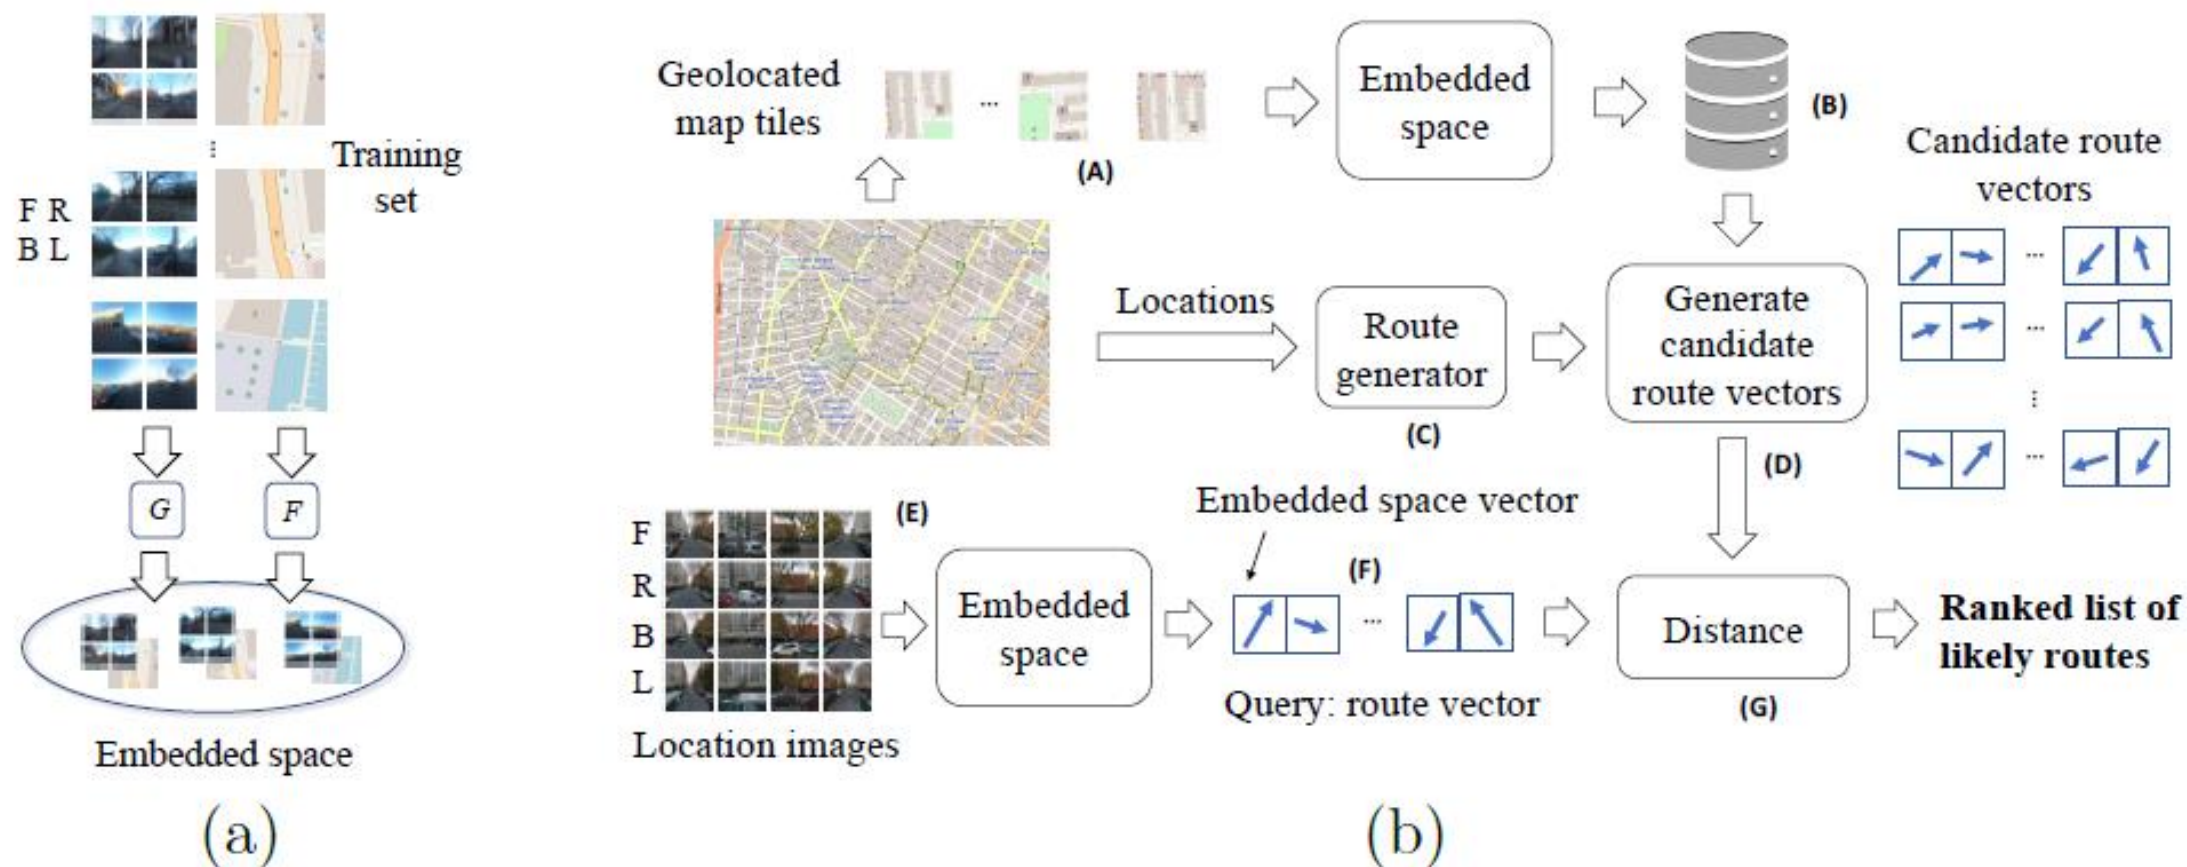 Training
set
F R
B L
G
F
Embedded space
(a)
Geolocated
map tiles
...
(A)
Embedded
space
(B)
Candidate route
vectors
...
...
...
...
Locations
Route
generator
(C)
Generate
candidate
route vectors
(D)
F
R
B
L
(E)
Location images
Embedded
space
Embedded space vector
(F)
...
Query: route vector
Distance
(G)
Ranked list of
likely routes
(b)